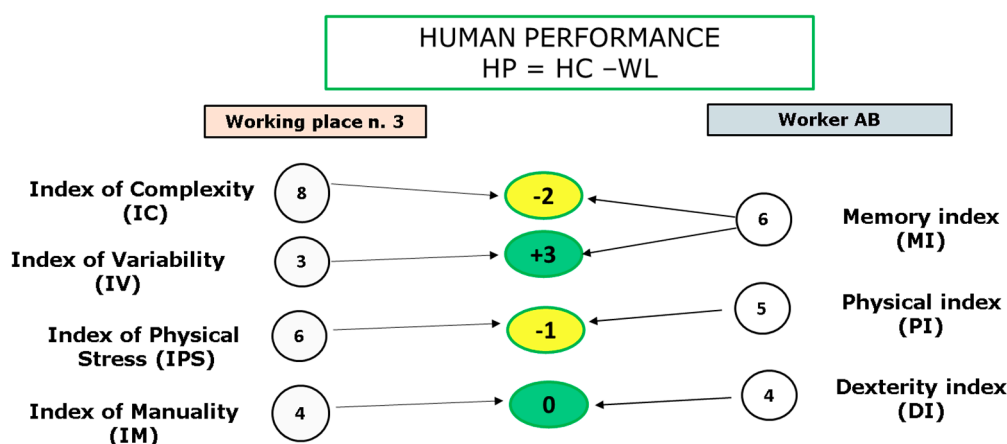 HUMAN PERFORMANCE
HP = HC –WL
Working place n. 3
Worker AB
Index of Complexity
(IC)
8
-2
6
Memory index
(MI)
Index of Variability
(IV)
3
+3
Index of Physical
Stress (IPS)
6
-1
5
Physical index
(PI)
Index of Manuality
(IM)
4
0
4
Dexterity index
(DI)